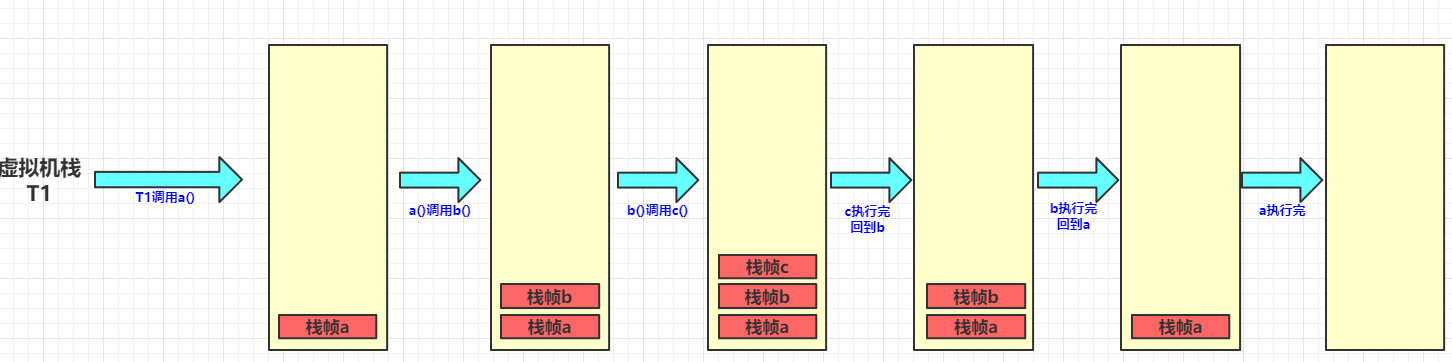 虚拟机栈
T1
T1调用a()
a()调用b()
b()调用c()
c执行完
回到b
b执行完
回到a
a执行完
栈帧a
栈帧b
栈帧a
栈帧c
栈帧b
栈帧a
栈帧b
栈帧a
栈帧a